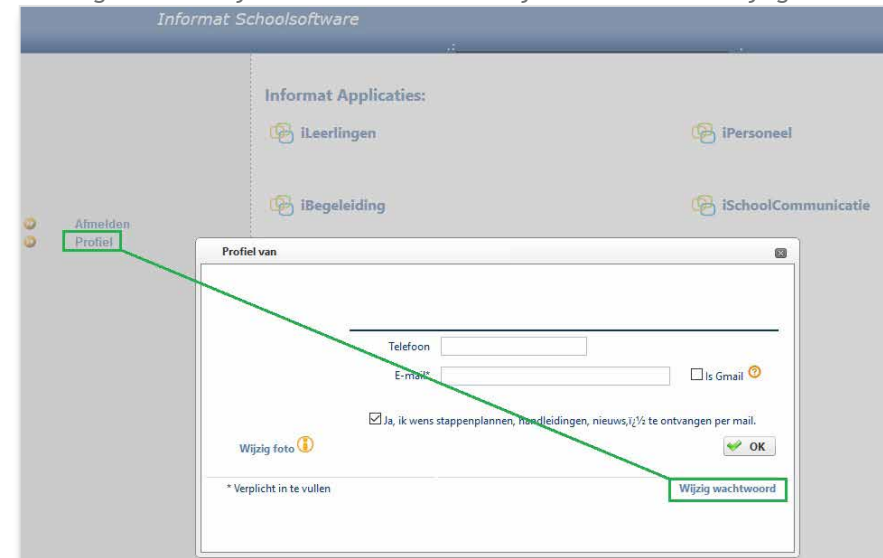 Informat Schoolsoftware
Informat Applicaties:
iLeerlingen
iPersoneel
iBegeleiding
iSchoolCommunicatie
Afmelden
Profiel
Profiel van
Telefoon
E-mail*
Is Gmail
Ja, ik wens stappenplannen, handleidingen, nieuws,ï¿½ te ontvangen per mail.
Wijzig foto
OK
* Verplicht in te vullen
Wijzig wachtwoord